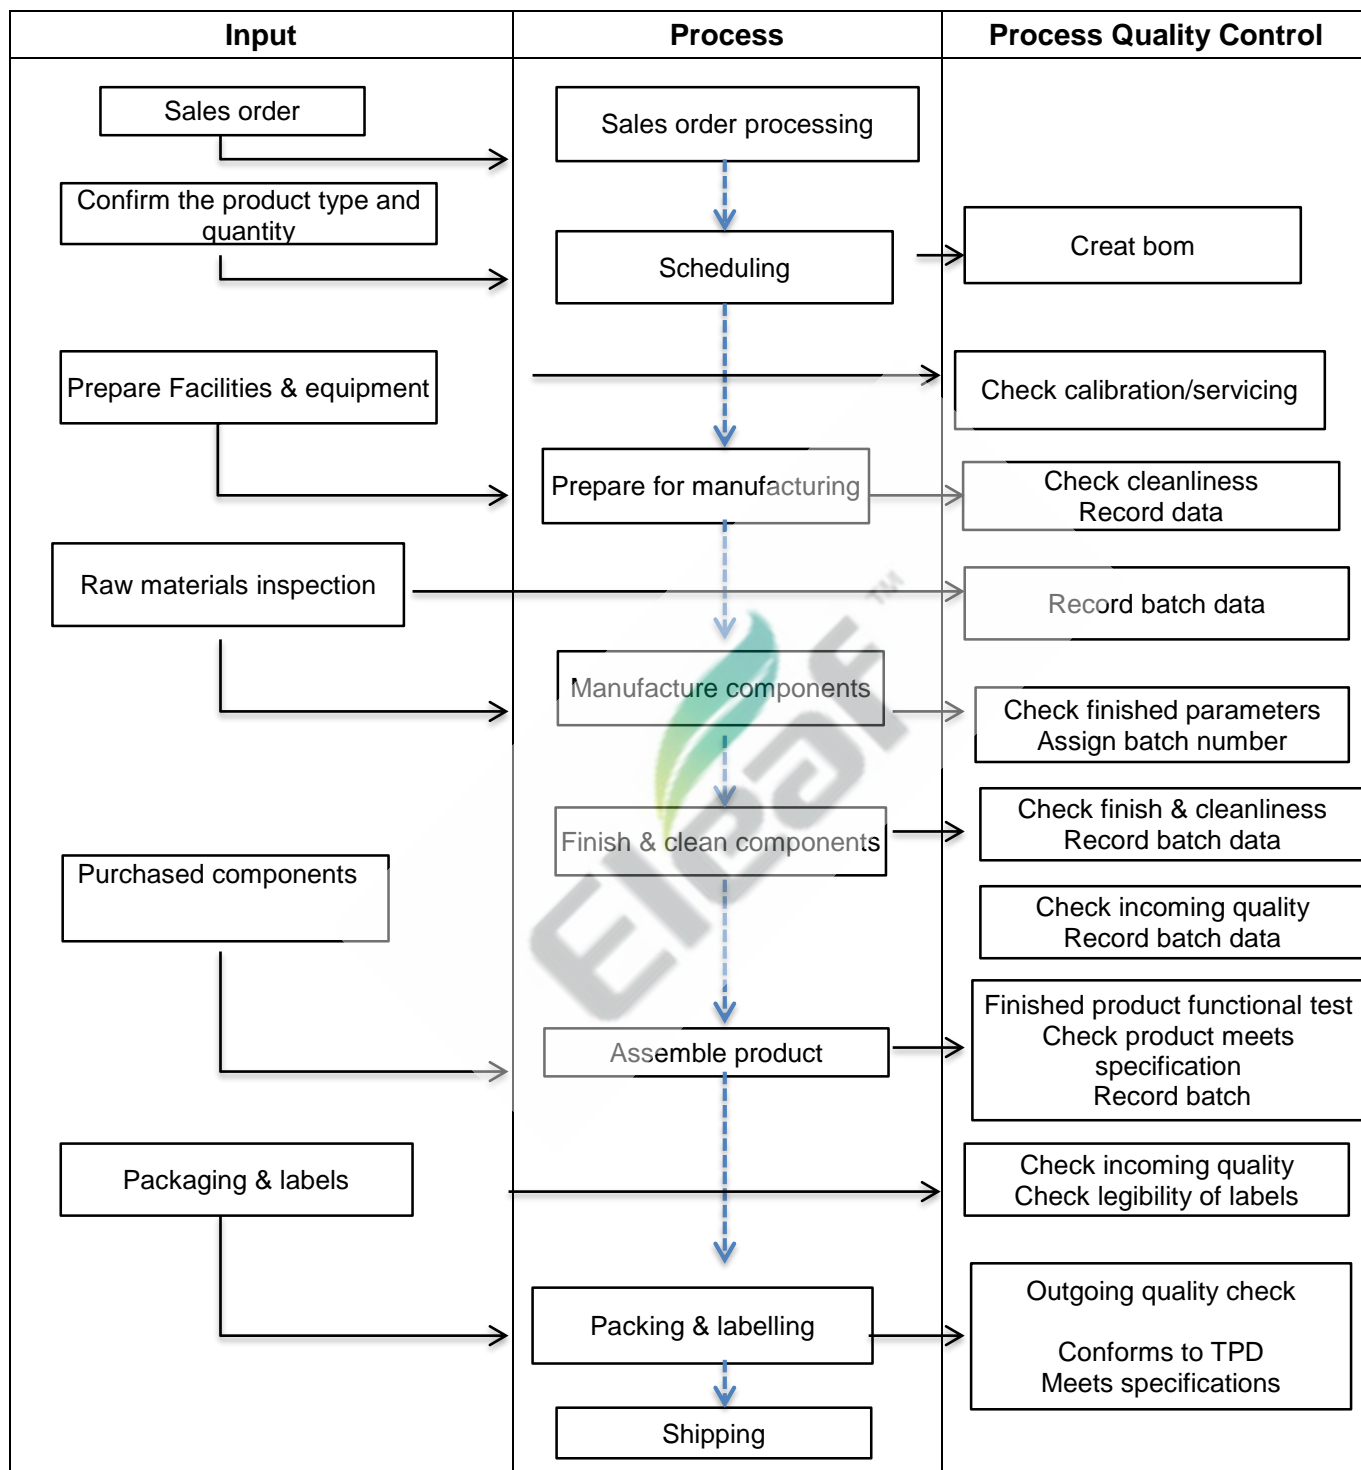 Input
Process
Process Quality Control
Sales order
Sales order processing
Confirm the product type and
quantity
Scheduling
Creat bom
Prepare Facilities & equipment
Check calibration/servicing
Prepare for manufacturing
Check cleanliness
Record data
Raw materials inspection
Record batch data
Manufacture components
Check finished parameters
Assign batch number
Finish & clean components
Check finish & cleanliness
Record batch data
Purchased components
Check incoming quality
Record batch data
Assemble product
Finished product functional test
Check product meets
specification
Record batch
Packaging & labels
Check incoming quality
Check legibility of labels
Packing & labelling
Outgoing quality check
Conforms to TPD
Meets specifications
Shipping
Eleaf ™